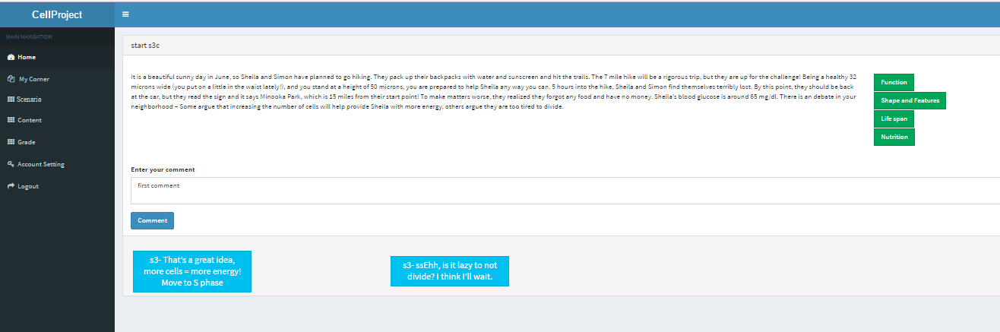 CellProject
MAIN NAVIGATION
Home
My Corner
Scenario
Content
Grade
Account Setting
Logout
start s3c
It is a beautiful sunny day in June, so Sheila and Simon have planned to go hiking. They pack up their backpacks with water and sunscreen and hit the trails. The 7 mile hike will be a rigorous trip, but they are up for the challenge! Being a healthy 32
microns wide (you put on a little in the waist lately!), and you stand at a height of 50 microns, you are prepared to help Sheila any way you can. 5 hours into the hike, Sheila and Simon find themselves terribly lost. By this point, they should be back
at the car, but they read the sign and it says Minooka Park, which is 15 miles from their start point! To make matters worse, they realized they forgot any food and have no money. Sheila's blood glucose is around 65 mg/dl. There is an debate in your
neighborhood – Some argue that increasing the number of cells will help provide Sheila with more energy, others argue they are too tired to divide.
Function
Shape and Features
Life span
Nutrition
Enter your comment
first comment
Comment
s3- That's a great idea,
more cells = more energy!
Move to S phase
s3- ssEhh, is it lazy to not
divide? I think I'll wait.